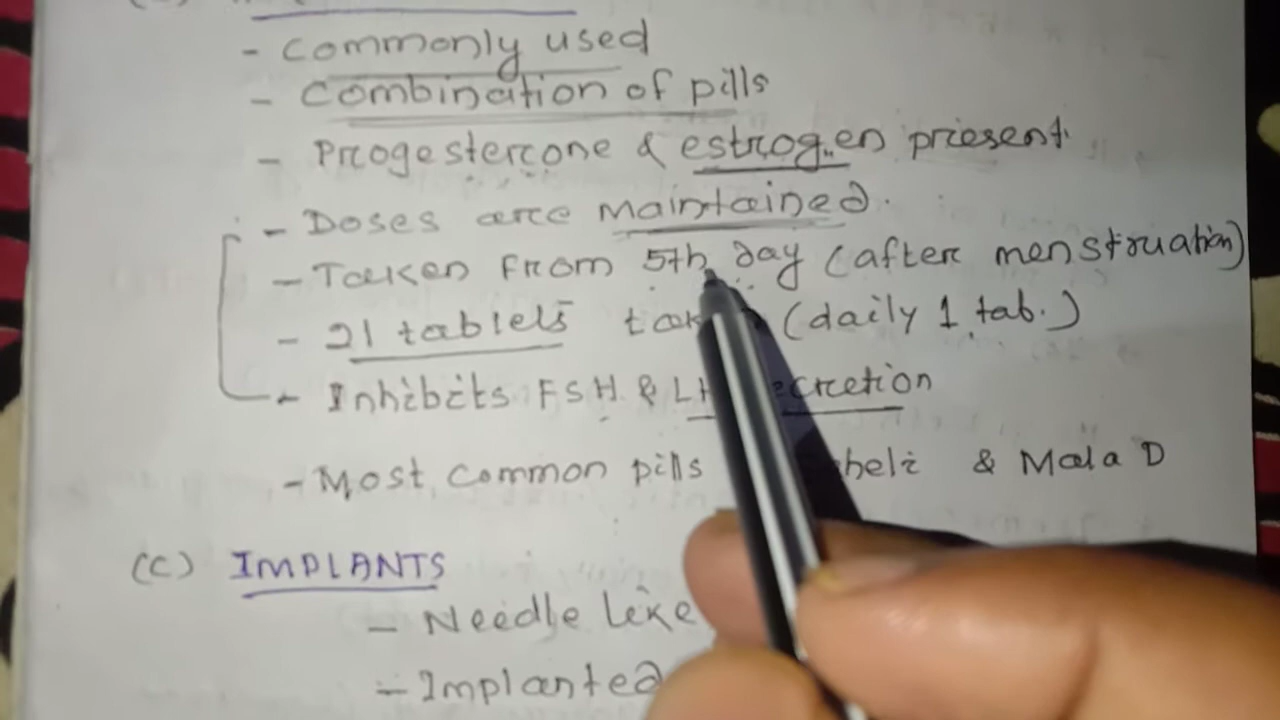 - Commonly used
- Combination of pills
- Progesterone & estrogen present.
- Doses are maintained.
- Taken from 5th day (after menstruation)
- 21 tablets (daily 1 tab.)
- Inhibits FSH & LH
- Most common pills & Mala D
(C) IMPLANTS
- Needle like
- Implanted